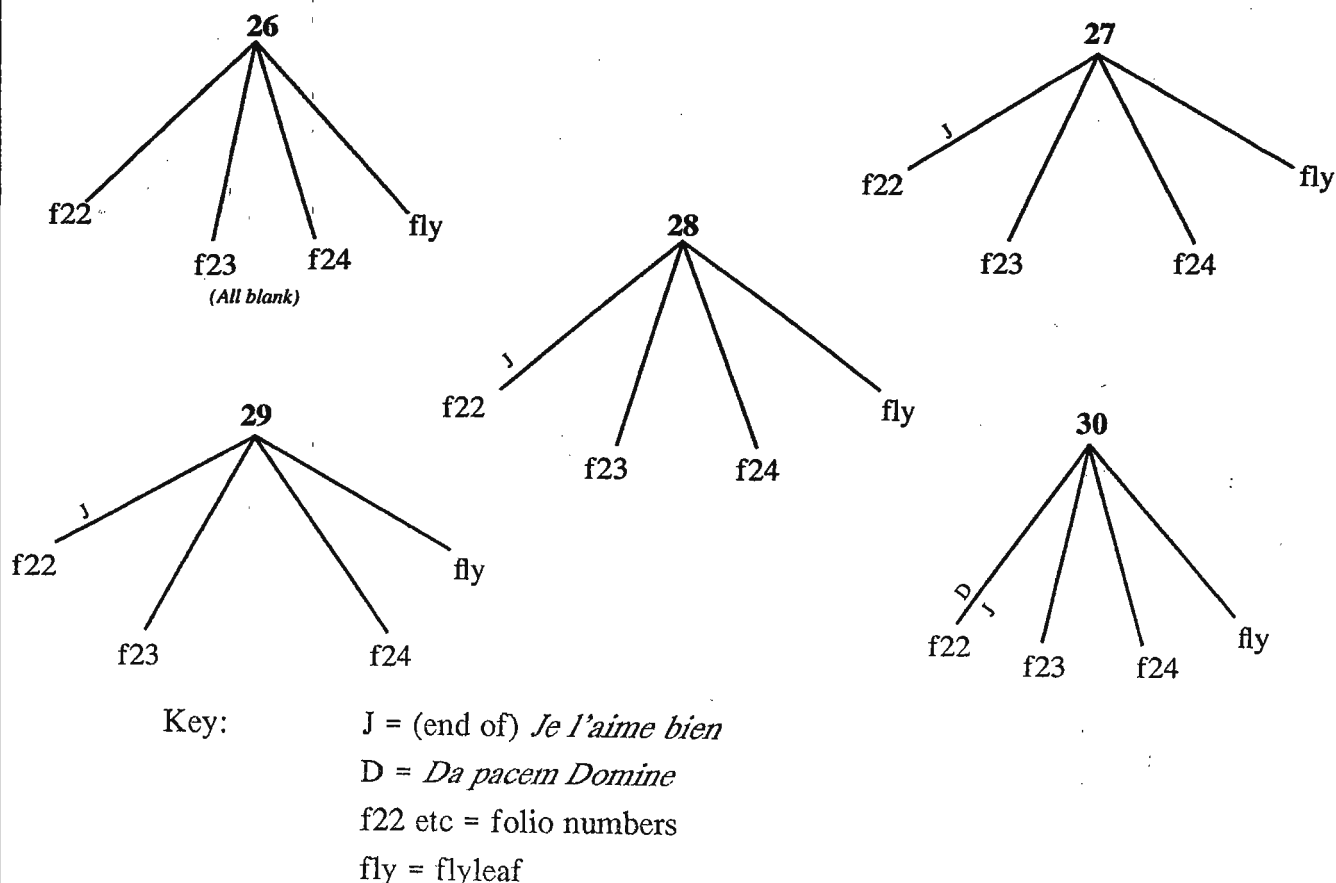 26
f22
f23
f24
fly
(All blank)
27
J
f22
f23
f24
fly
28
J
f22
f23
f24
fly
29
J
f22
f23
f24
fly
30
D
J
f22
f23
f24
fly
Key:
J = (end of) Je l'aime bien
D = Da pacem Domine
f22 etc = folio numbers
fly = flyleaf